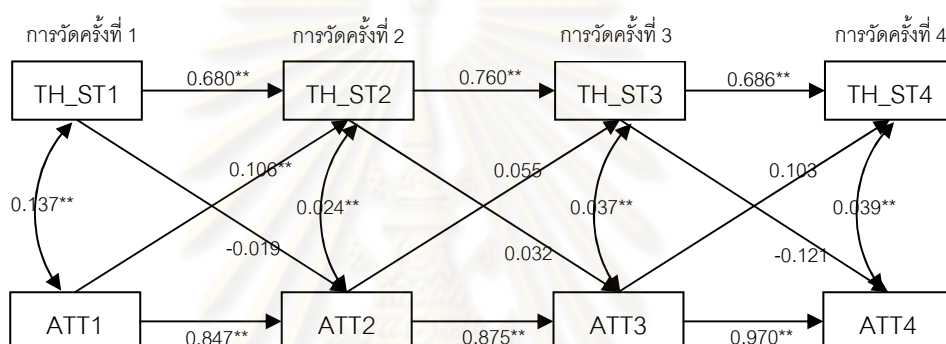 การวัดครั้งที่ 1 การวัดครั้งที่ 2 การวัดครั้งที่ 3 การวัดครั้งที่ 4
TH_ST1 0.680** TH_ST2 0.760** TH_ST3 0.686** TH_ST4
0.106** 0.055 0.103
0.137** 0.024** 0.037** 0.039**
-0.019 0.032 -0.121
ATT1 0.847** ATT2 0.875** ATT3 0.970** ATT4